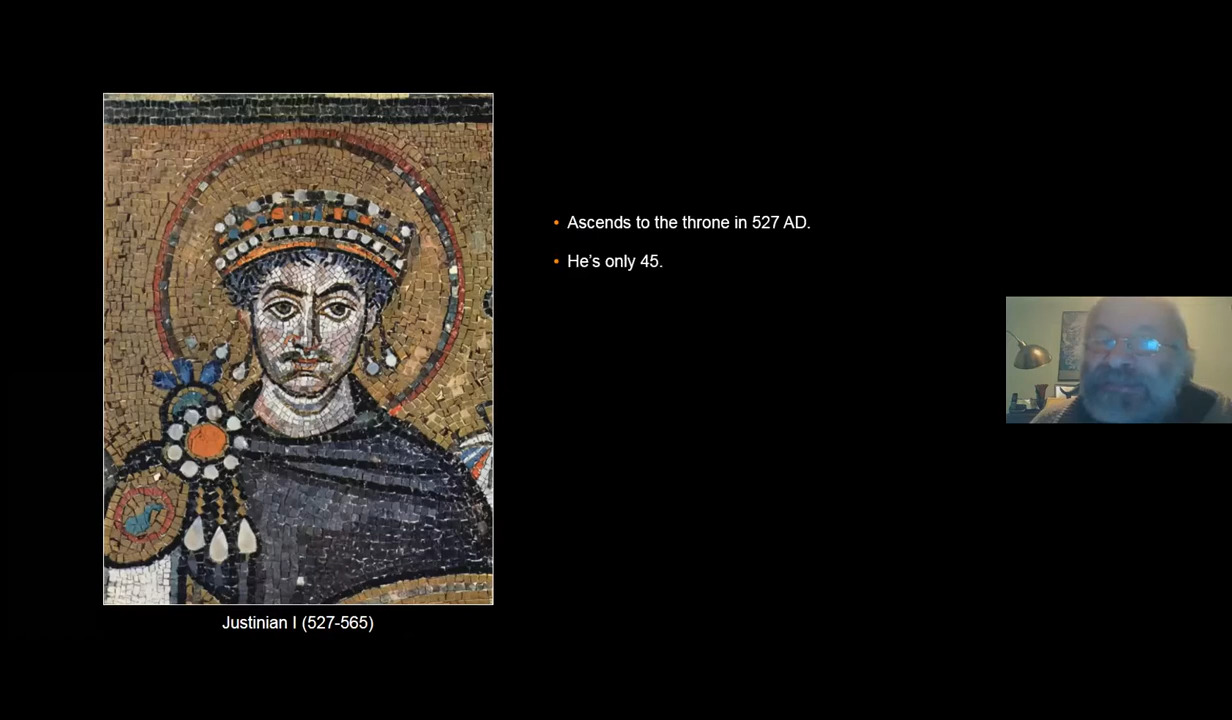 Ascends to the throne in 527 AD.
He's only 45.
Justinian I (527-565)